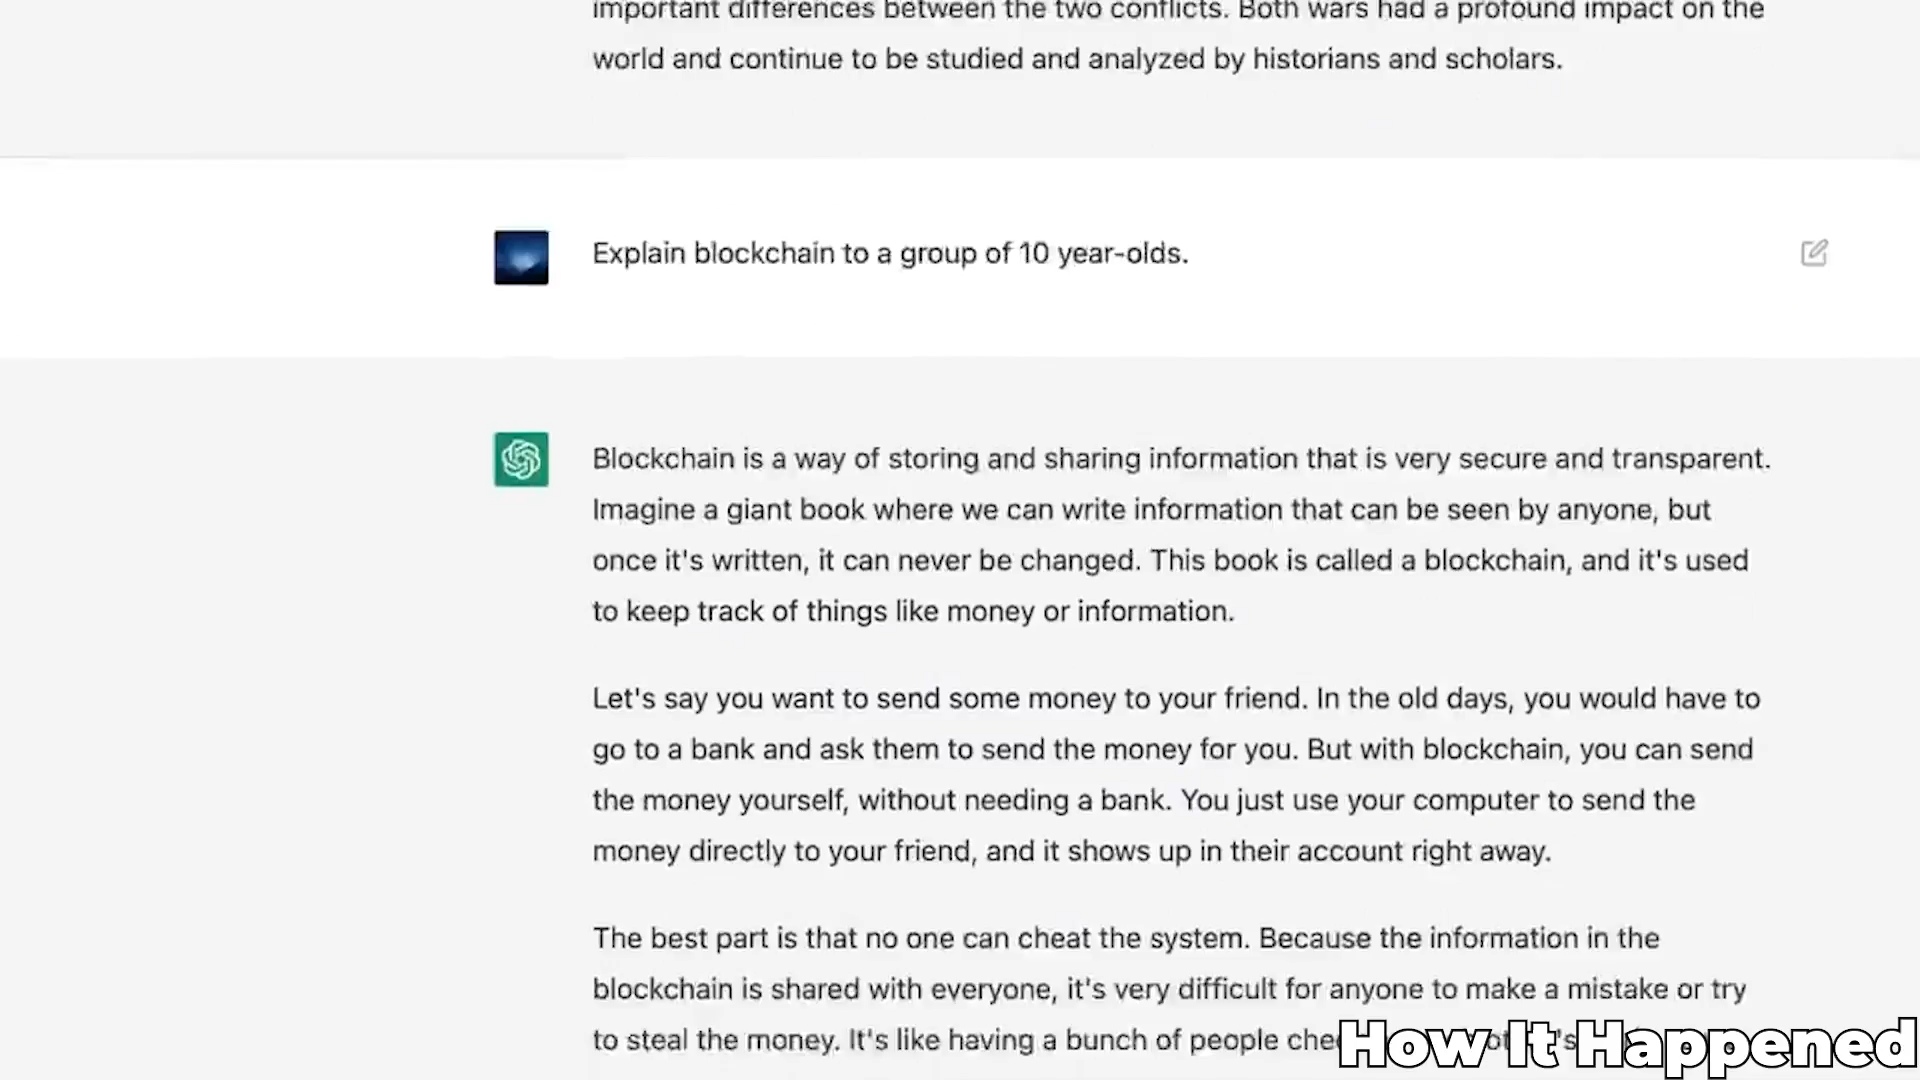 important differences between the two conflicts. Both wars had a profound impact on the
world and continue to be studied and analyzed by historians and scholars.
Explain blockchain to a group of 10 year-olds.
Blockchain is a way of storing and sharing information that is very secure and transparent.
Imagine a giant book where we can write information that can be seen by anyone, but
once it's written, it can never be changed. This book is called a blockchain, and it's used
to keep track of things like money or information.
Let's say you want to send some money to your friend. In the old days, you would have to
go to a bank and ask them to send the money for you. But with blockchain, you can send
the money yourself, without needing a bank. You just use your computer to send the
money directly to your friend, and it shows up in their account right away.
The best part is that no one can cheat the system. Because the information in the
blockchain is shared with everyone, it's very difficult for anyone to make a mistake or try
to steal the money. It's like having a bunch of people
How It Happened